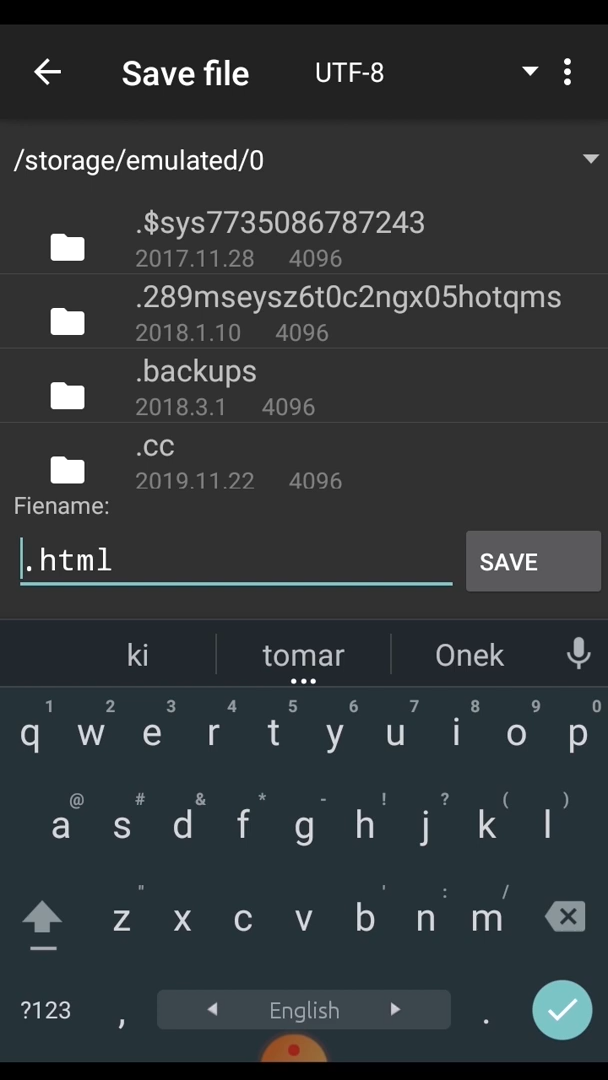 Save file UTF-8
/storage/emulated/0
.$sys7735086787243
2017.11.28 4096
.289mseysz6t0c2ngx05hotqms
2018.1.10 4096
.backups
2018.3.1 4096
.cc
2019.11.22 4096
Fiename:
.html SAVE
ki tomar Onek
1 2 3 4 5 6 7 8 9 0
q w e r t y u i o p
@ # & * - ! ? ( )
a s d f g h j k l
" ' : /
z x c v b n m
?123 , English .